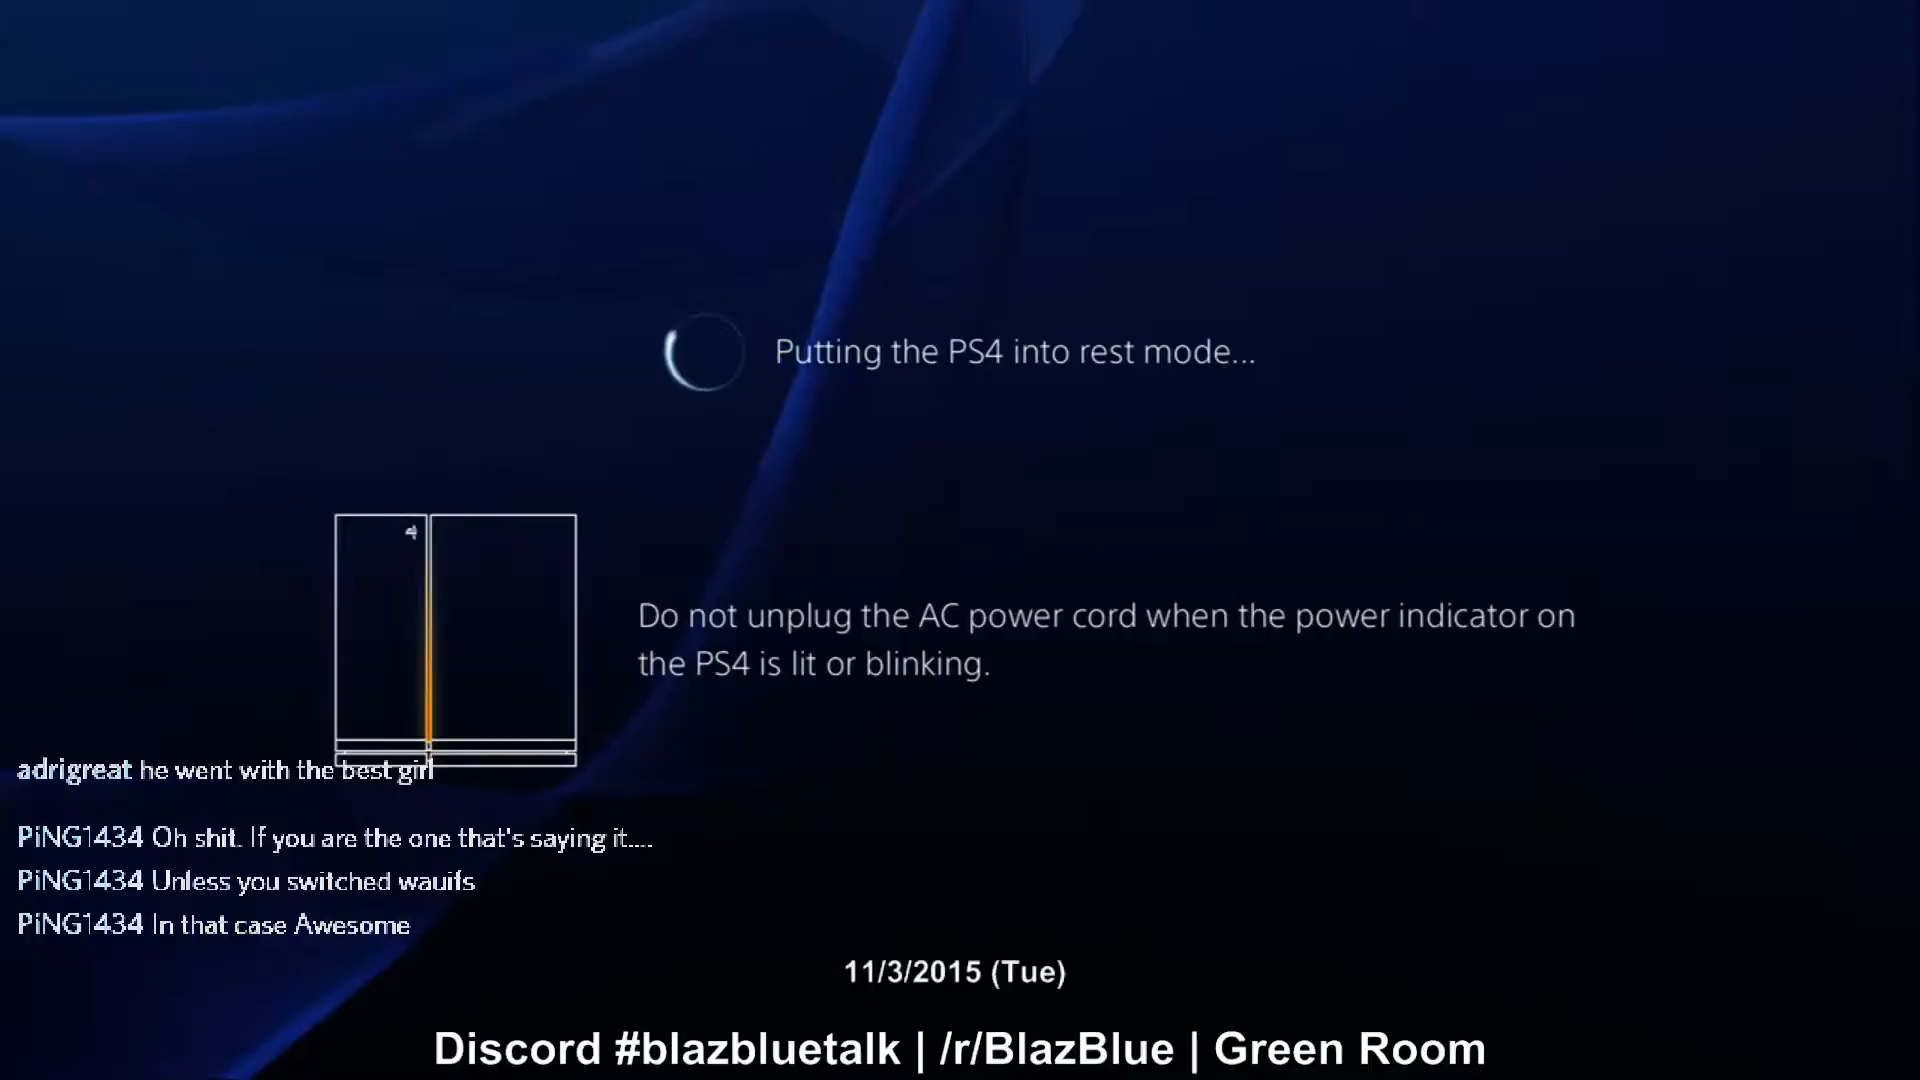 Putting the PS4 into rest mode...
Do not unplug the AC power cord when the power indicator on
the PS4 is lit or blinking.
adrigreat he went with the best girl
PiNG1434 Oh shit. If you are the one that's saying it....
PiNG1434 Unless you switched wauifs
PiNG1434 In that case Awesome
11/3/2015 (Tue)
Discord #blazbluetalk | /r/BlazBlue | Green Room